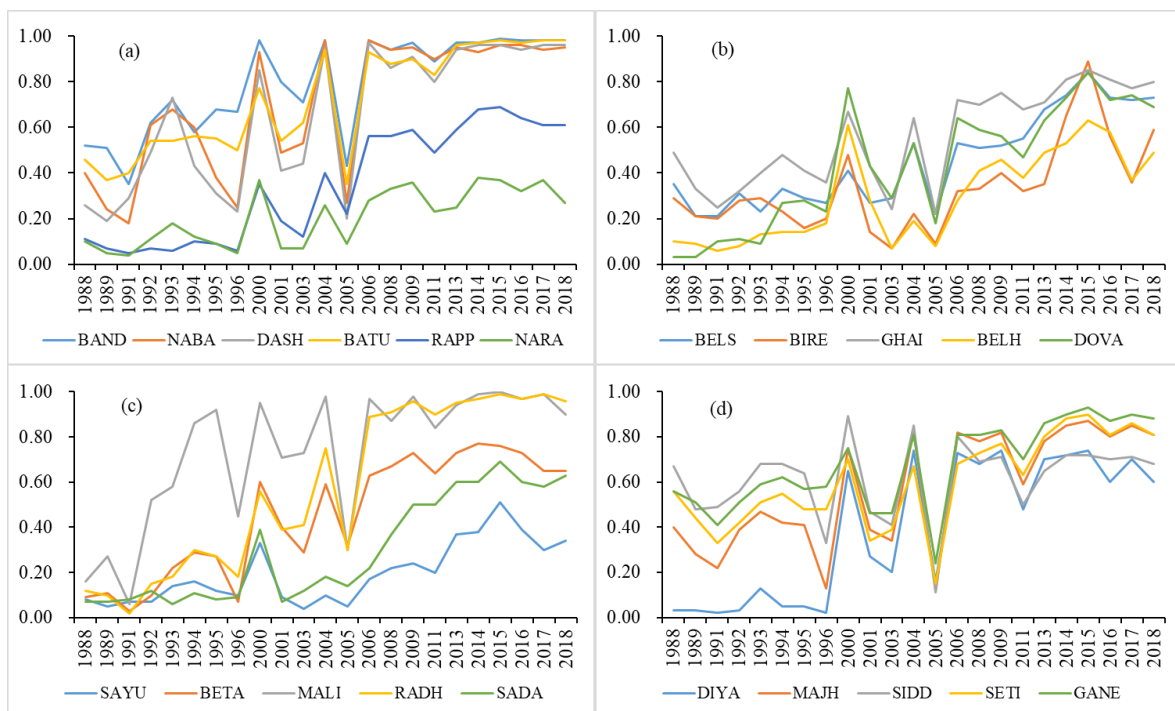 (a)
1.00
0.80
0.60
0.40
0.20
0.00
1988 1989 1991 1992 1993 1994 1995 1996 2000 2001 2003 2004 2005 2006 2008 2009 2011 2013 2014 2015 2016 2017 2018
BAND NABA DASH BATU RAPP NARA
(b)
1.00
0.80
0.60
0.40
0.20
0.00
1988 1989 1991 1992 1993 1994 1995 1996 2000 2001 2003 2004 2005 2006 2008 2009 2011 2013 2014 2015 2016 2017 2018
BELS BIRE GHAI BELH DOVA
(c)
1.00
0.80
0.60
0.40
0.20
0.00
1988 1989 1991 1992 1993 1994 1995 1996 2000 2001 2003 2004 2005 2006 2008 2009 2011 2013 2014 2015 2016 2017 2018
SAYU BETA MALI RADH SADA
(d)
1.00
0.80
0.60
0.40
0.20
0.00
1988 1989 1991 1992 1993 1994 1995 1996 2000 2001 2003 2004 2005 2006 2008 2009 2011 2013 2014 2015 2016 2017 2018
DIYA MAJH SIDD SETI GANE